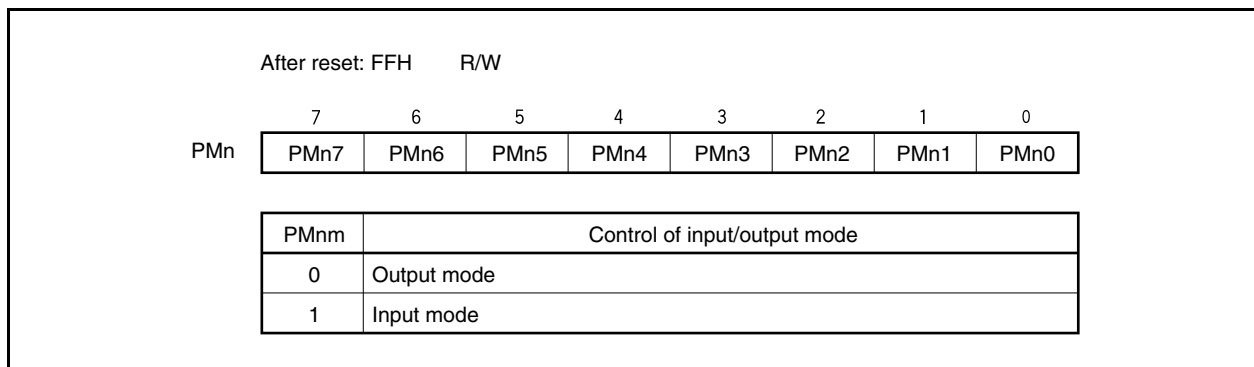 After reset: FFH R/W
7 6 5 4 3 2 1 0
PMn PMn7 PMn6 PMn5 PMn4 PMn3 PMn2 PMn1 PMn0
PMnm Control of input/output mode
0 Output mode
1 Input mode